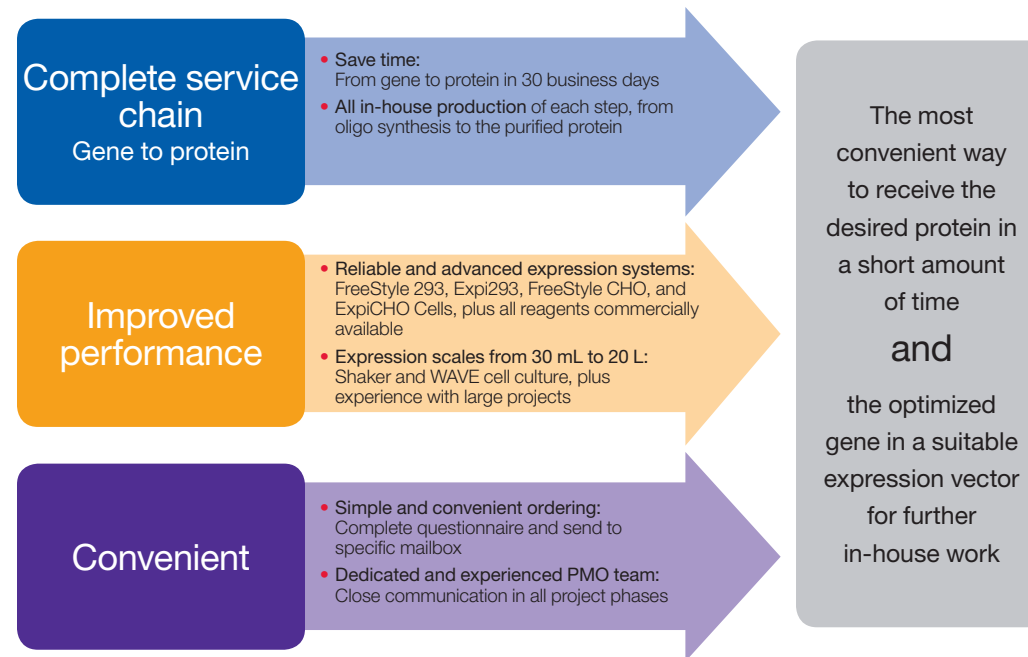 Complete service
chain
Gene to protein
• Save time:
From gene to protein in 30 business days
• All in-house production of each step, from
oligo synthesis to the purified protein
Improved
performance
• Reliable and advanced expression systems:
FreeStyle 293, Expi293, FreeStyle CHO, and
ExpiCHO Cells, plus all reagents commercially
available
• Expression scales from 30 mL to 20 L:
Shaker and WAVE cell culture, plus
experience with large projects
Convenient
• Simple and convenient ordering:
Complete questionnaire and send to
specific mailbox
• Dedicated and experienced PMO team:
Close communication in all project phases
The most
convenient way
to receive the
desired protein in
a short amount
of time
and
the optimized
gene in a suitable
expression vector
for further
in-house work